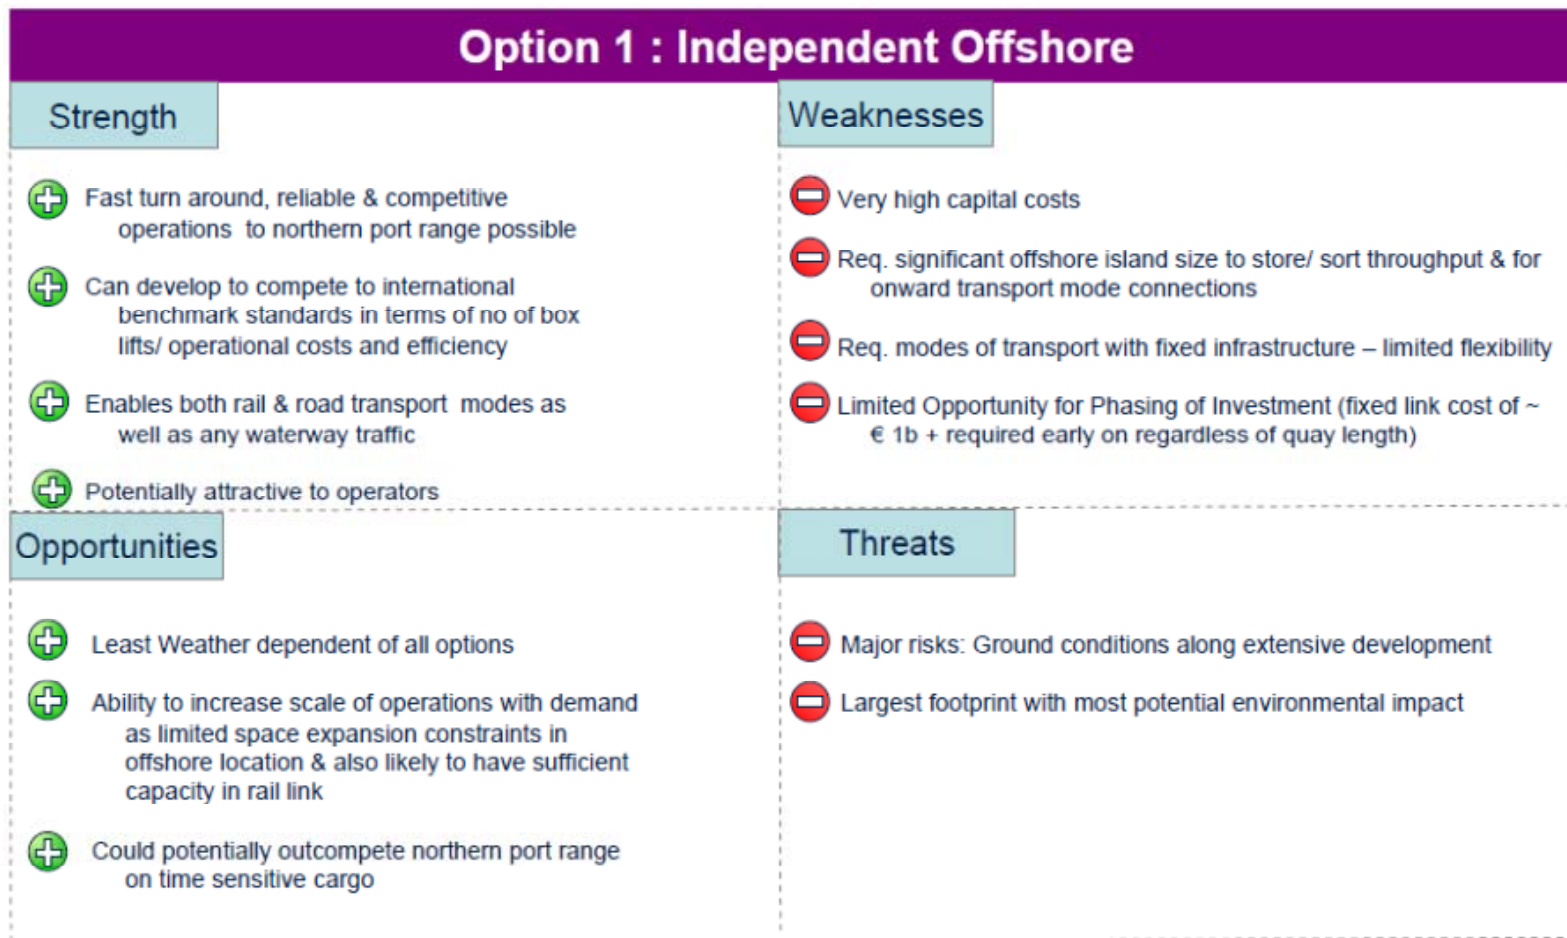 Option 1 : Independent Offshore
Strength
Fast turn around, reliable & competitive
operations to northern port range possible
Can develop to compete to international
benchmark standards in terms of no of box
lifts/ operational costs and efficiency
Enables both rail & road transport modes as
well as any waterway traffic
Potentially attractive to operators
Weaknesses
Very high capital costs
Req. significant offshore island size to store/ sort throughput & for
onward transport mode connections
Req. modes of transport with fixed infrastructure – limited flexibility
Limited Opportunity for Phasing of Investment (fixed link cost of ~
€ 1b + required early on regardless of quay length)
Opportunities
Least Weather dependent of all options
Ability to increase scale of operations with demand
as limited space expansion constraints in
offshore location & also likely to have sufficient
capacity in rail link
Could potentially outcompete northern port range
on time sensitive cargo
Threats
Major risks: Ground conditions along extensive development
Largest footprint with most potential environmental impact